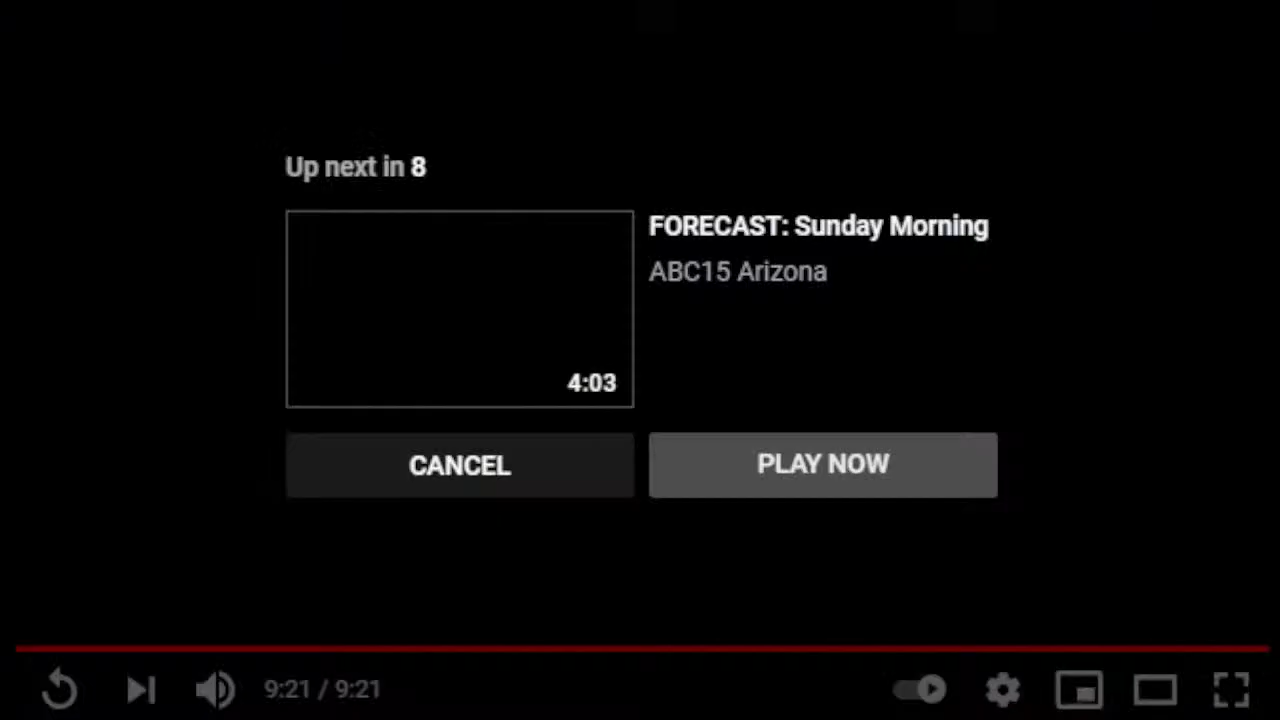 Up next in 8
FORECAST: Sunday Morning
ABC15 Arizona
4:03
CANCEL
PLAY NOW
9:21 / 9:21